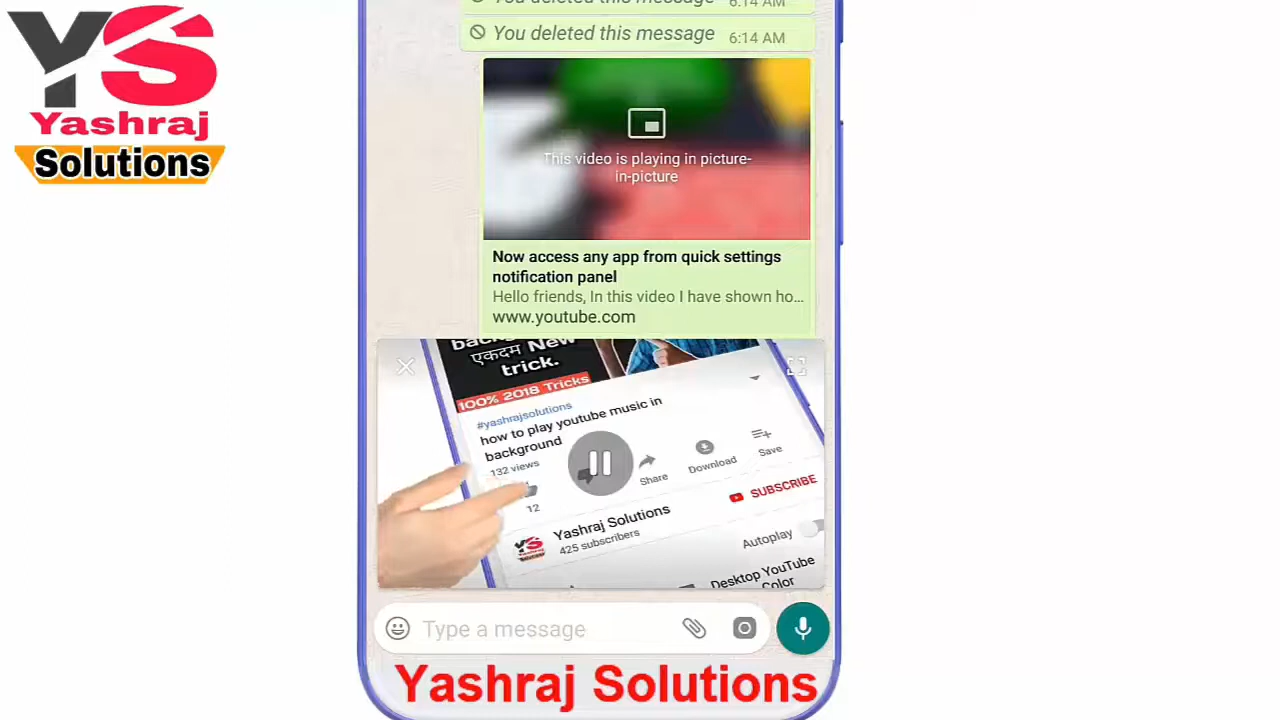 YS
Yashraj
Solutions
You deleted this message 6:14 AM
You deleted this message 6:14 AM
This video is playing in picture-
in-picture
Now access any app from quick settings
notification panel
Hello friends, In this video I have shown ho...
www.youtube.com
एकदम New
trick.
100% 2018 Tricks
#yashrajsolutions
how to play youtube music in
background
132 views
12
Share
Download
Save
Yashraj Solutions
425 subscribers
SUBSCRIBE
Autoplay
Desktop YouTube
Color
Type a message
Yashraj Solutions